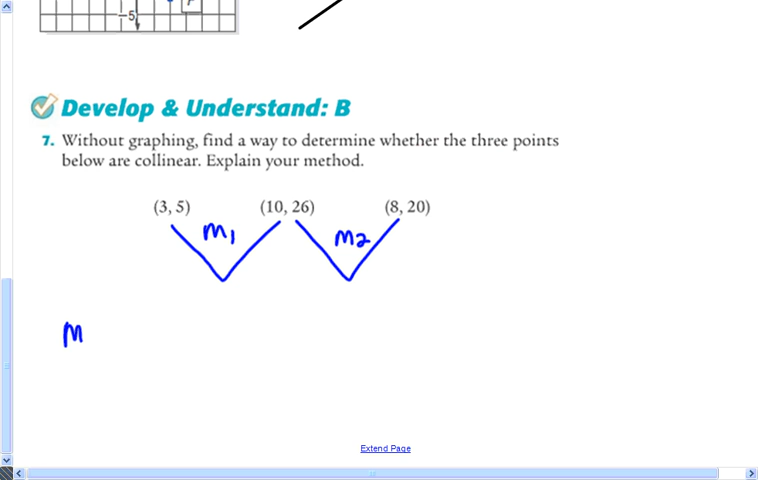 -5
Develop & Understand: B
7. Without graphing, find a way to determine whether the three points
below are collinear. Explain your method.
(3, 5) (10, 26) (8, 20)
m1 m2
m
Extend Page